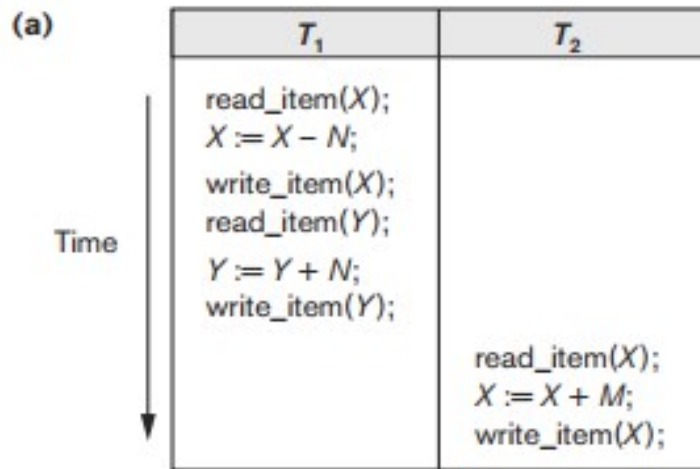 (a)
T₁ T₂
read_item(X);
X := X – N;
write_item(X);
read_item(Y);
Time
Y := Y + N;
write_item(Y);
read_item(X);
X := X + M;
write_item(X);